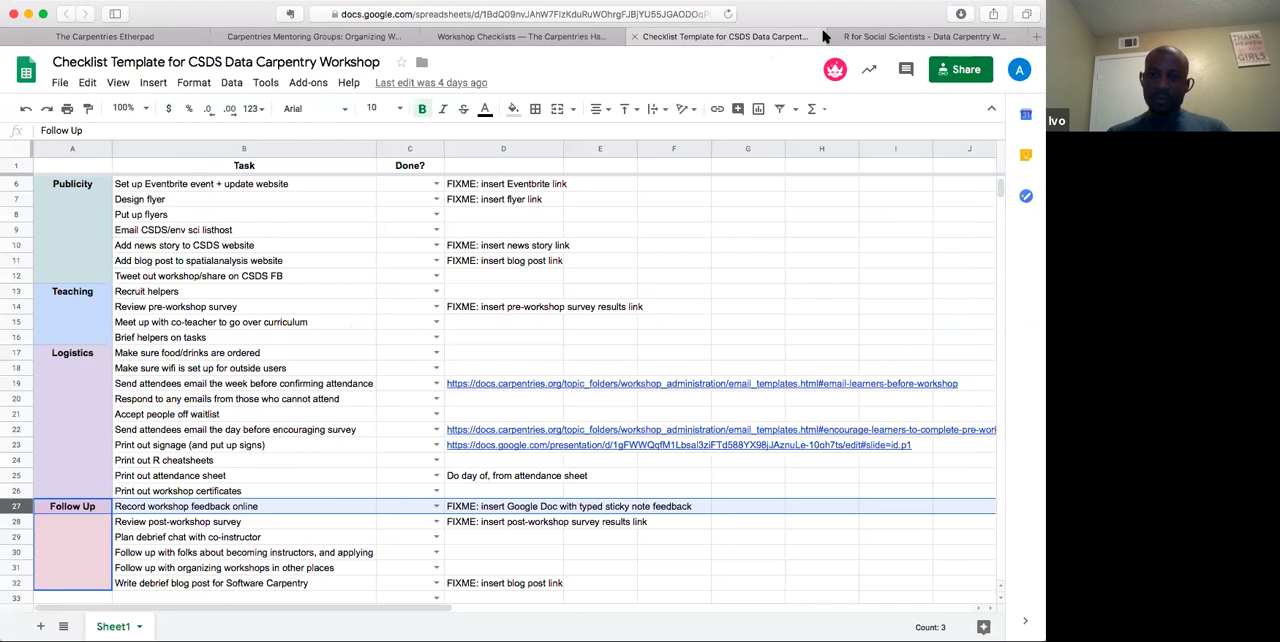 docs.google.com/spreadsheets/d/1BdQ09nvJAhW7FlzKduRuWOhrgFJBjYU55JGAODOqP
The Carpentries Etherpad
Carpentries Mentoring Groups: Organizing W...
Workshop Checklists — The Carpentries Ha...
Checklist Template for CSDS Data Carpent...
R for Social Scientists - Data Carpentry W...
Checklist Template for CSDS Data Carpentry Workshop
File Edit View Insert Format Data Tools Add-ons Help Last edit was 4 days ago
Share
A
100% $ % .0 .00 123 Arial 10 B I S A
fx Follow Up
A B C D E F G H I J
1 Task Done?
6 Publicity Set up Eventbrite event + update website FIXME: insert Eventbrite link
7 Design flyer FIXME: insert flyer link
8 Put up flyers
9 Email CSDS/env sci listhost
10 Add news story to CSDS website FIXME: insert news story link
11 Add blog post to spatialanalysis website FIXME: insert blog post link
12 Tweet out workshop/share on CSDS FB
13 Teaching Recruit helpers
14 Review pre-workshop survey FIXME: insert pre-workshop survey results link
15 Meet up with co-teacher to go over curriculum
16 Brief helpers on tasks
17 Logistics Make sure food/drinks are ordered
18 Make sure wifi is set up for outside users
19 Send attendees email the week before confirming attendance https://docs.carpentries.org/topic_folders/workshop_administration/email_templates.html#email-learners-before-workshop
20 Respond to any emails from those who cannot attend
21 Accept people off waitlist
22 Send attendees email the day before encouraging survey https://docs.carpentries.org/topic_folders/workshop_administration/email_templates.html#encourage-learners-to-complete-pre-worl
23 Print out signage (and put up signs) https://docs.google.com/presentation/d/1gFWWQqfM1Lbsal3ziFTd588YX98jJAznuLe-10oh7ts/edit#slide=id.p1
24 Print out R cheatsheets
25 Print out attendance sheet Do day of, from attendance sheet
26 Print out workshop certificates
27 Follow Up Record workshop feedback online FIXME: insert Google Doc with typed sticky note feedback
28 Review post-workshop survey FIXME: insert post-workshop survey results link
29 Plan debrief chat with co-instructor
30 Follow up with folks about becoming instructors, and applying
31 Follow up with organizing workshops in other places
32 Write debrief blog post for Software Carpentry FIXME: insert blog post link
33
Sheet1
Count: 3
THANK
HEAVEN
GIRLS
Ivo